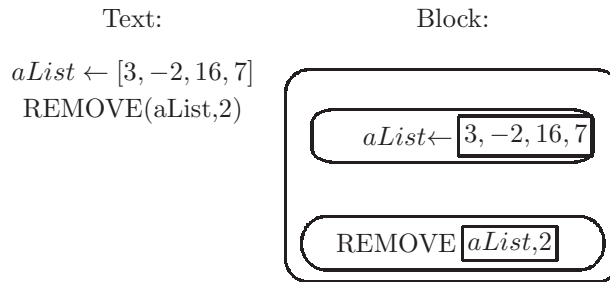 Text:
Block:
aList ← [3, −2, 16, 7]
REMOVE(aList,2)
aList← 3, −2, 16, 7
REMOVE aList,2